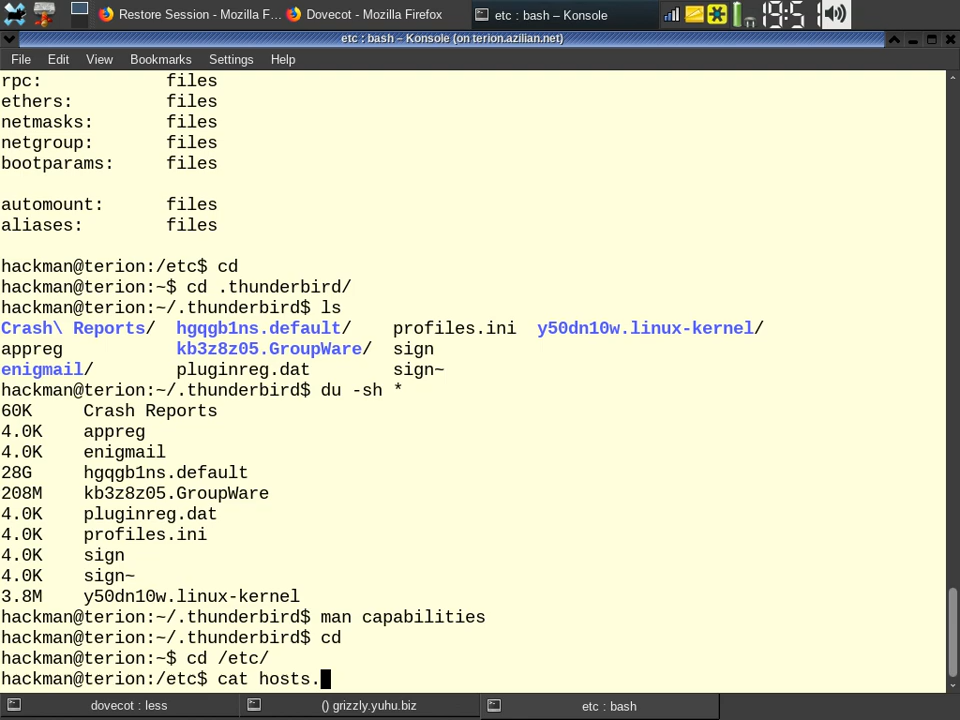 Restore Session - Mozilla F... Dovecot - Mozilla Firefox etc : bash – Konsole 19:5
etc : bash – Konsole (on terion.azilian.net)
File Edit View Bookmarks Settings Help
rpc: files
ethers: files
netmasks: files
netgroup: files
bootparams: files
automount: files
aliases: files
hackman@terion:/etc$ cd
hackman@terion:~$ cd .thunderbird/
hackman@terion:~/.thunderbird$ ls
Crash\ Reports/ hgqgb1ns.default/ profiles.ini y50dn10w.linux-kernel/
appreg kb3z8z05.GroupWare/ sign
enigmail/ pluginreg.dat sign~
hackman@terion:~/.thunderbird$ du -sh *
60K Crash Reports
4.0K appreg
4.0K enigmail
28G hgqgb1ns.default
208M kb3z8z05.GroupWare
4.0K pluginreg.dat
4.0K profiles.ini
4.0K sign
4.0K sign~
3.8M y50dn10w.linux-kernel
hackman@terion:~/.thunderbird$ man capabilities
hackman@terion:~/.thunderbird$ cd
hackman@terion:~$ cd /etc/
hackman@terion:/etc$ cat hosts.
dovecot : less () grizzly.yuhu.biz etc : bash